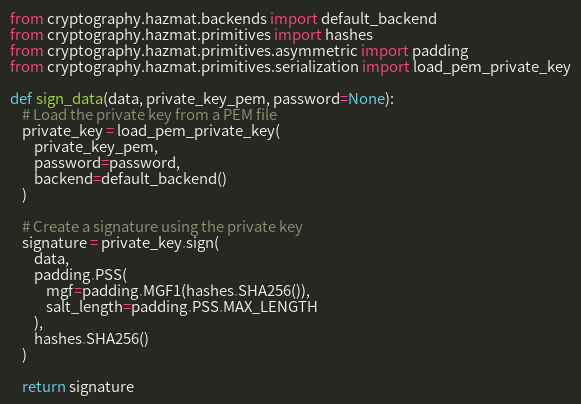 from cryptography.hazmat.backends import default_backend
from cryptography.hazmat.primitives import hashes
from cryptography.hazmat.primitives.asymmetric import padding
from cryptography.hazmat.primitives.serialization import load_pem_private_key

def sign_data(data, private_key_pem, password=None):
    # Load the private key from a PEM file
    private_key = load_pem_private_key(
        private_key_pem,
        password=password,
        backend=default_backend()
    )

    # Create a signature using the private key
    signature = private_key.sign(
        data,
        padding.PSS(
            mgf=padding.MGF1(hashes.SHA256()),
            salt_length=padding.PSS.MAX_LENGTH
        ),
        hashes.SHA256()
    )

    return signature